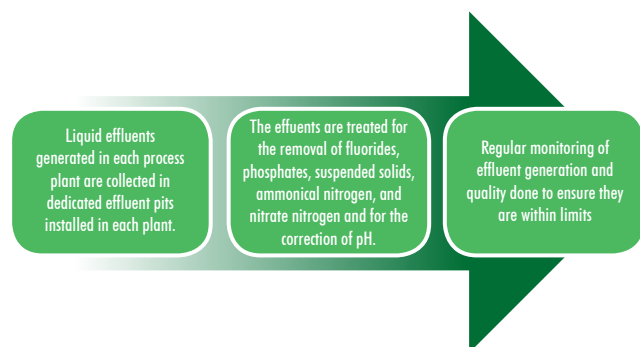 Liquid effluents
generated in each process
plant are collected in
dedicated effluent pits
installed in each plant.
The effuents are treated for
the removal of fluorides,
phosphates, suspended solids,
ammonical nitrogen, and
nitrate nitrogen and for the
correction of pH.
Regular monitoring of
effluent generation and
quality done to ensure they
are within limits